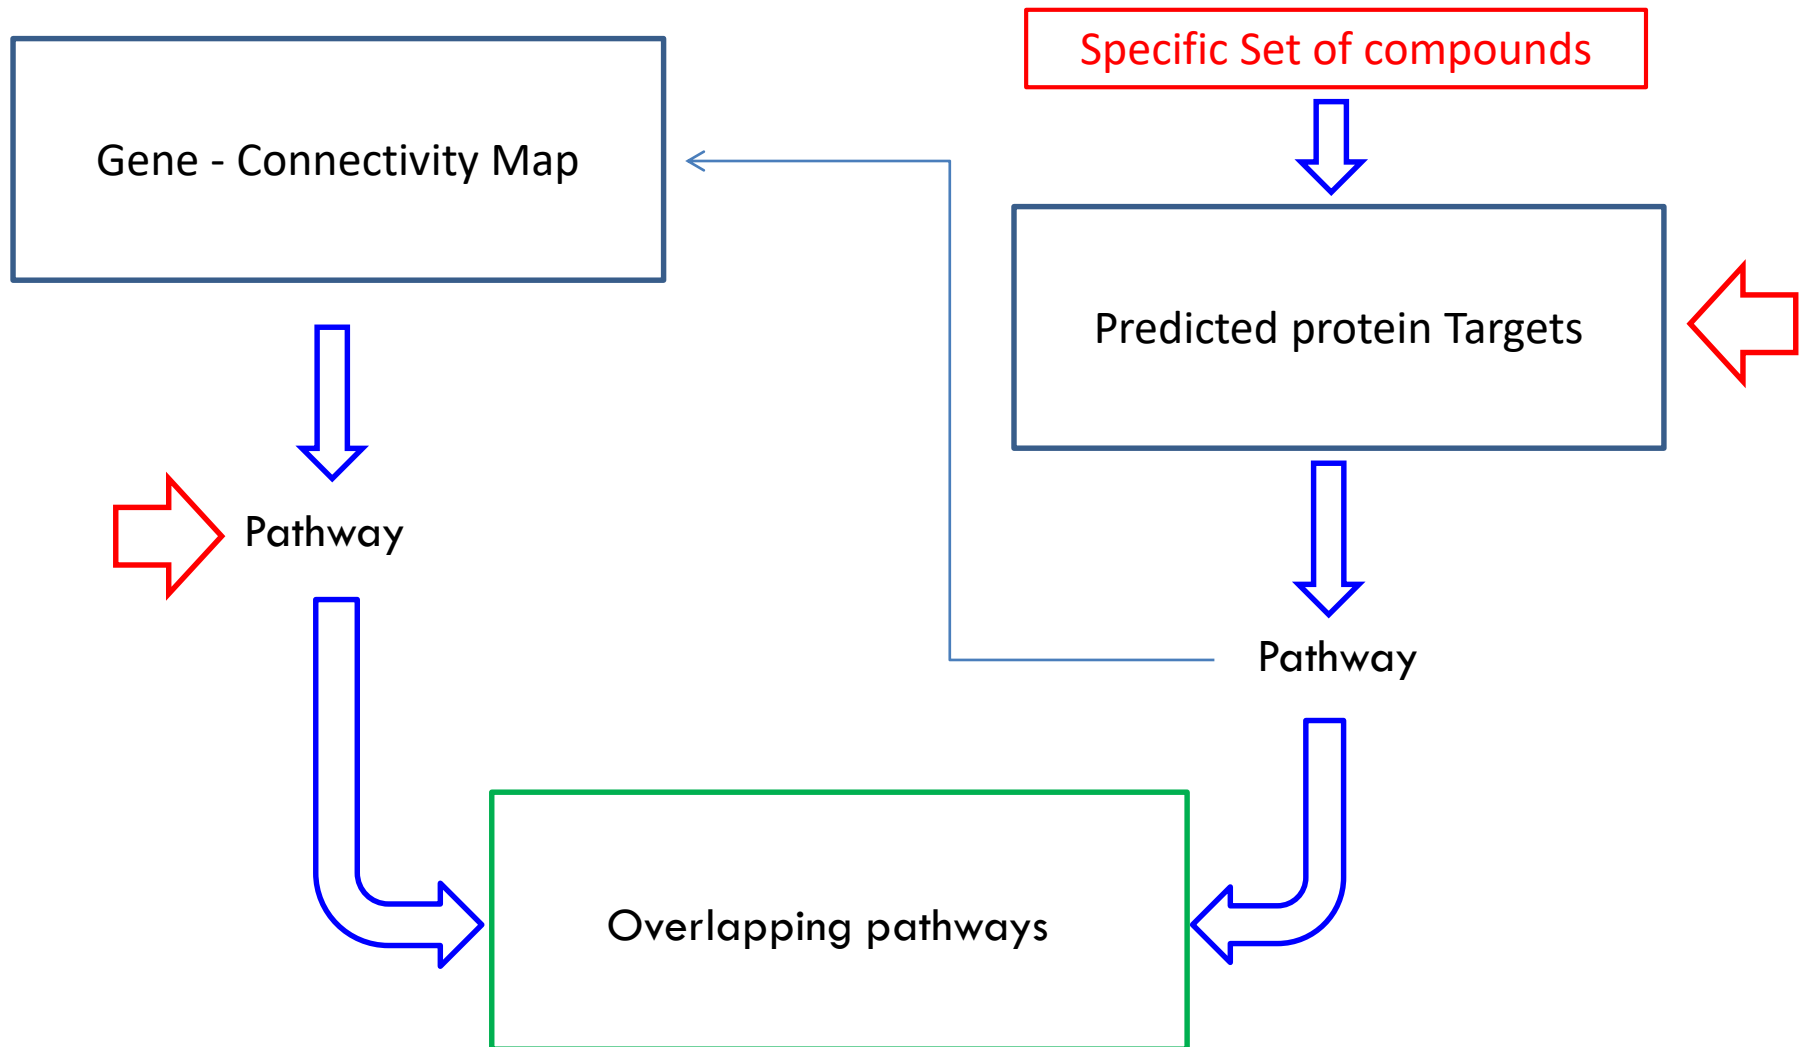 Specific Set of compounds
Gene - Connectivity Map
Predicted protein Targets
Pathway
Pathway
Overlapping pathways